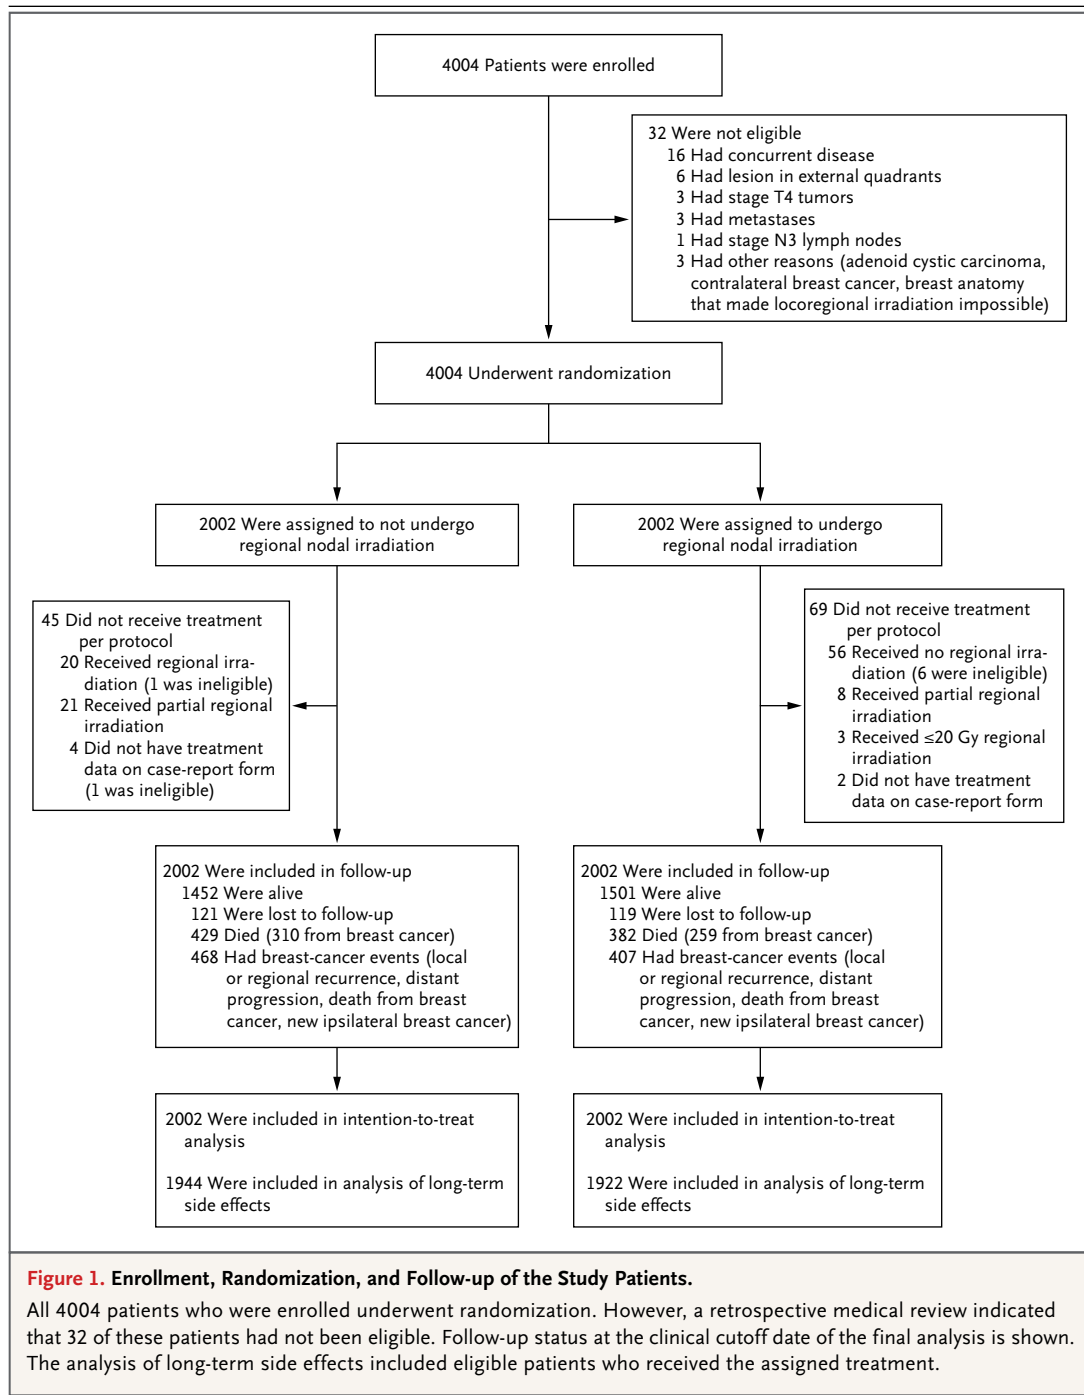 4004 Patients were enrolled
32 Were not eligible
16 Had concurrent disease
6 Had lesion in external quadrants
3 Had stage T4 tumors
3 Had metastases
1 Had stage N3 lymph nodes
3 Had other reasons (adenoid cystic carcinoma,
contralateral breast cancer, breast anatomy
that made locoregional irradiation impossible)
4004 Underwent randomization
2002 Were assigned to not undergo
regional nodal irradiation
2002 Were assigned to undergo
regional nodal irradiation
45 Did not receive treatment
per protocol
20 Received regional irra-
diation (1 was ineligible)
21 Received partial regional
irradiation
4 Did not have treatment
data on case-report form
(1 was ineligible)
69 Did not receive treatment
per protocol
56 Received no regional irra-
diation (6 were ineligible)
8 Received partial regional
irradiation
3 Received ≤20 Gy regional
irradiation
2 Did not have treatment
data on case-report form
2002 Were included in follow-up
1452 Were alive
121 Were lost to follow-up
429 Died (310 from breast cancer)
468 Had breast-cancer events (local
or regional recurrence, distant
progression, death from breast
cancer, new ipsilateral breast cancer)
2002 Were included in follow-up
1501 Were alive
119 Were lost to follow-up
382 Died (259 from breast cancer)
407 Had breast-cancer events (local
or regional recurrence, distant
progression, death from breast
cancer, new ipsilateral breast cancer)
2002 Were included in intention-to-treat
analysis
1944 Were included in analysis of long-term
side effects
2002 Were included in intention-to-treat
analysis
1922 Were included in analysis of long-term
side effects
Figure 1. Enrollment, Randomization, and Follow-up of the Study Patients.
All 4004 patients who were enrolled underwent randomization. However, a retrospective medical review indicated
that 32 of these patients had not been eligible. Follow-up status at the clinical cutoff date of the final analysis is shown.
The analysis of long-term side effects included eligible patients who received the assigned treatment.